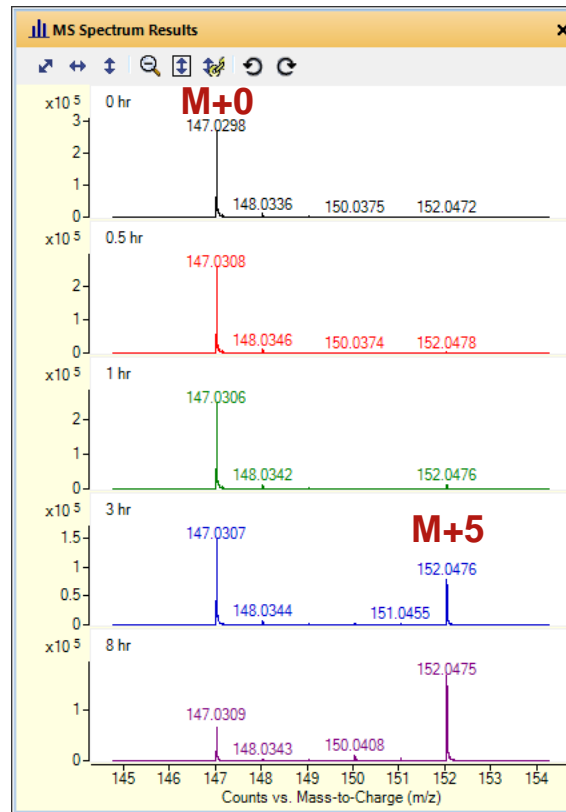 MS Spectrum Results
x10 5 0 hr M+0
3 147.0298
2
1 148.0336 150.0375 152.0472
0
0.5 hr
x10 5 147.0308
2
1 148.0346 150.0374 152.0478
0
x10 5 1 hr
147.0306
2
1 148.0342 152.0476
0
x10 5 3 hr M+5
1.5 147.0307
1 152.0476
0.5 148.0344 151.0455
0
x10 5 8 hr
152.0475
1 147.0309
148.0343 150.0408
0
145 146 147 148 149 150 151 152 153 154
Counts vs. Mass-to-Charge (m/z)